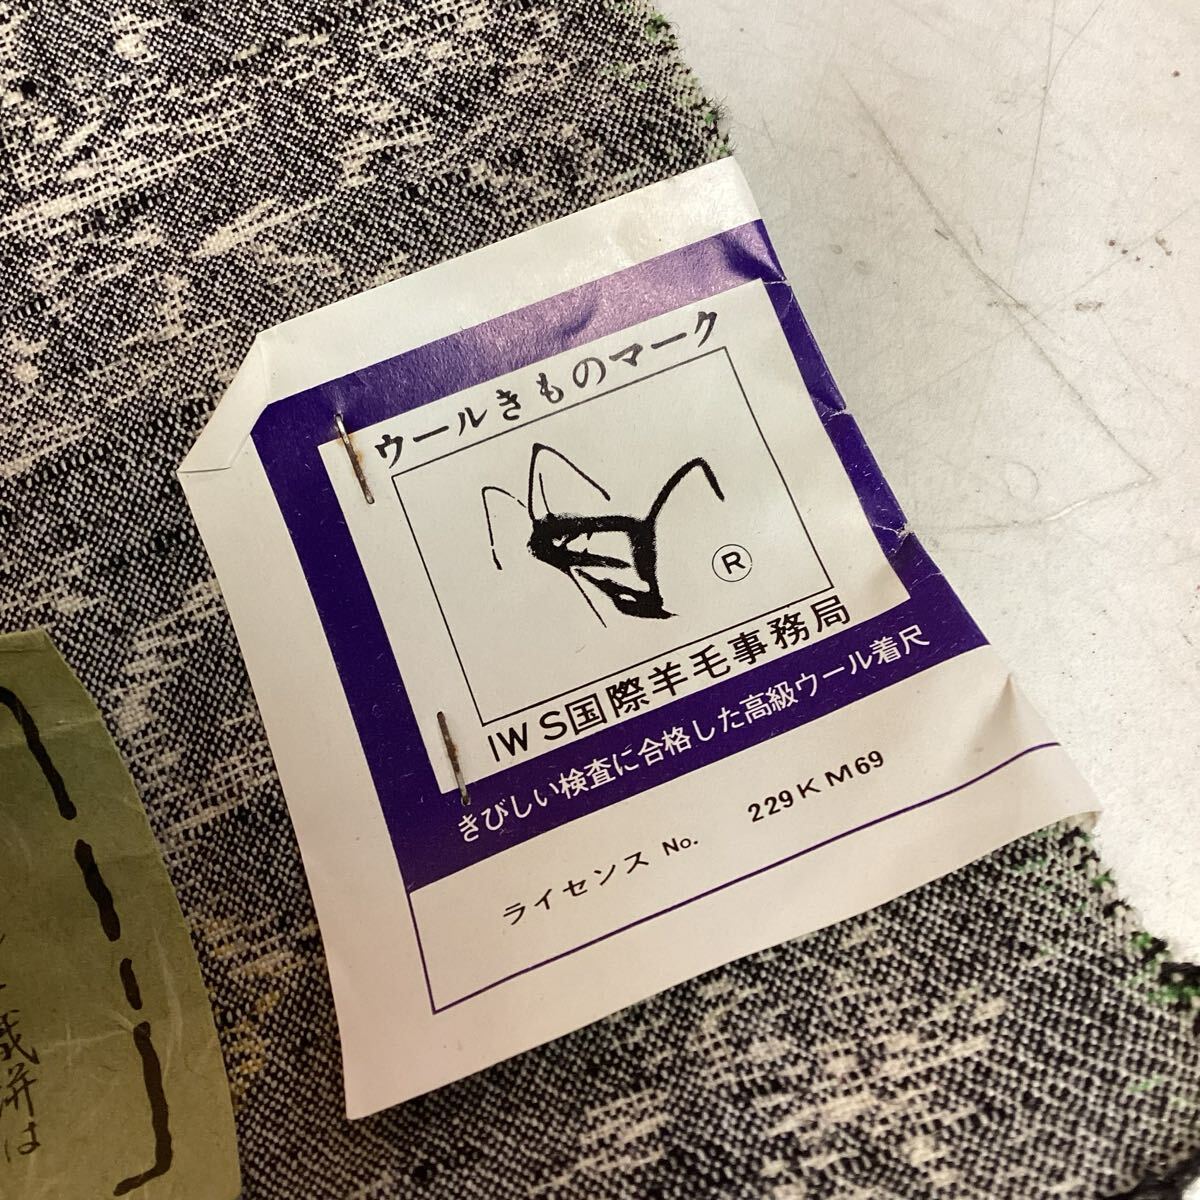 ウールきものマーク
R
IWS国際羊毛事務局
きびしい検査に合格した高級ウール着尺
ライセンス No. 229KM69
は